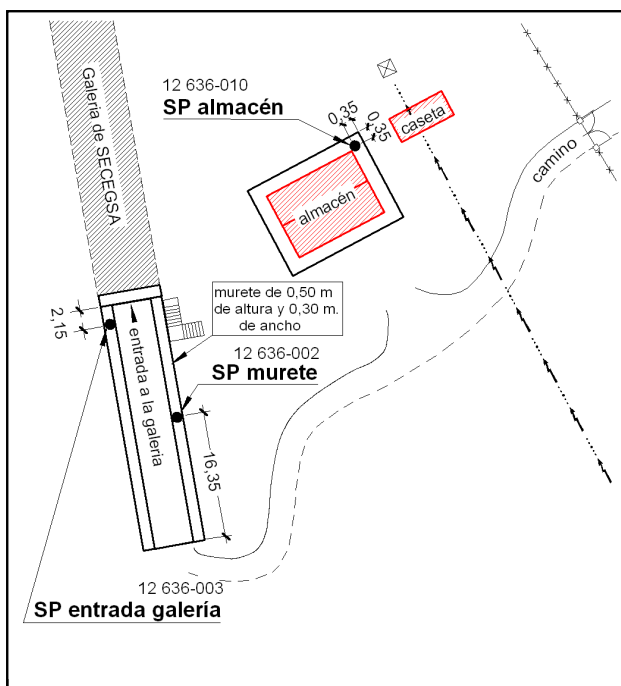 12 636-010
SP almacén
0,35
0,35
caseta
camino
Galería de SECEGSA
almacén
murete de 0,50 m
de altura y 0,30 m.
de ancho
2,15
entrada a la galería
12 636-002
SP murete
16,35
12 636-003
SP entrada galería